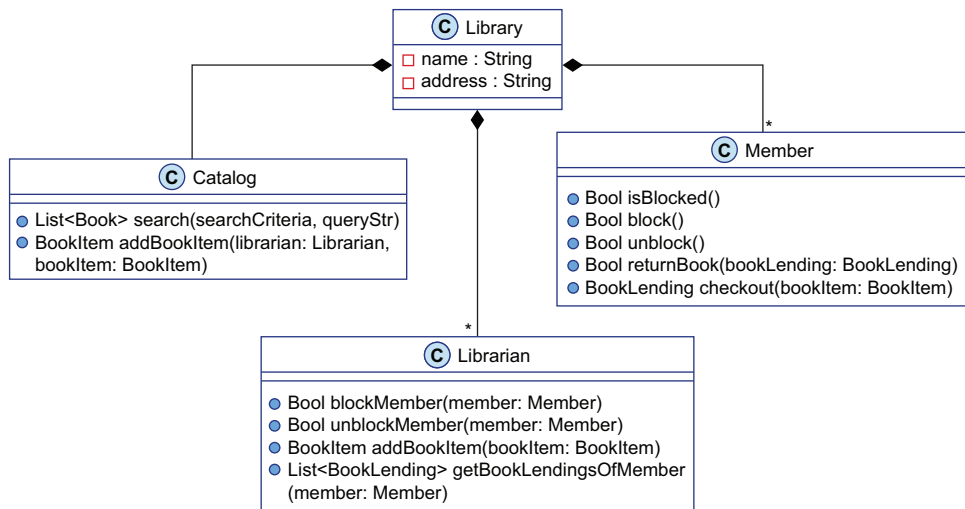 C Library
name : String
address : String
*
C Member
Bool isBlocked()
Bool block()
Bool unblock()
Bool returnBook(bookLending: BookLending)
BookLending checkout(bookItem: BookItem)
C Catalog
List<Book> search(searchCriteria, queryStr)
BookItem addBookItem(librarian: Librarian,
bookItem: BookItem)
*
C Librarian
Bool blockMember(member: Member)
Bool unblockMember(member: Member)
BookItem addBookItem(bookItem: BookItem)
List<BookLending> getBookLendingsOfMember
(member: Member)